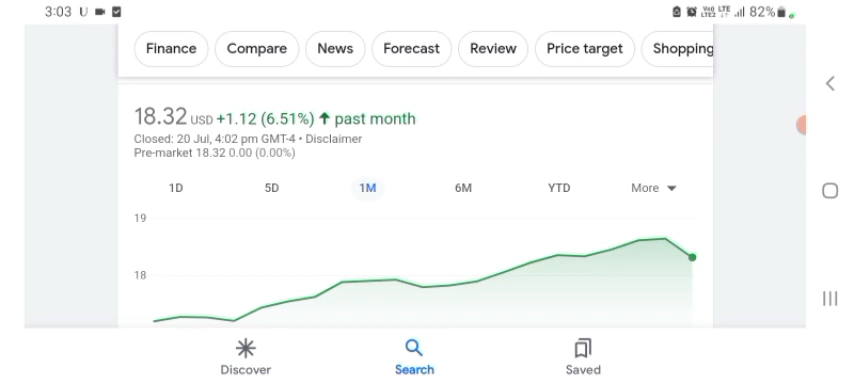 3:03 U LTE 82%
Finance Compare News Forecast Review Price target Shopping
18.32 USD +1.12 (6.51%) ↑ past month
Closed: 20 Jul, 4:02 pm GMT-4 • Disclaimer
Pre-market 18.32 0.00 (0.00%)
1D 5D 1M 6M YTD More
19
18
Discover Search Saved